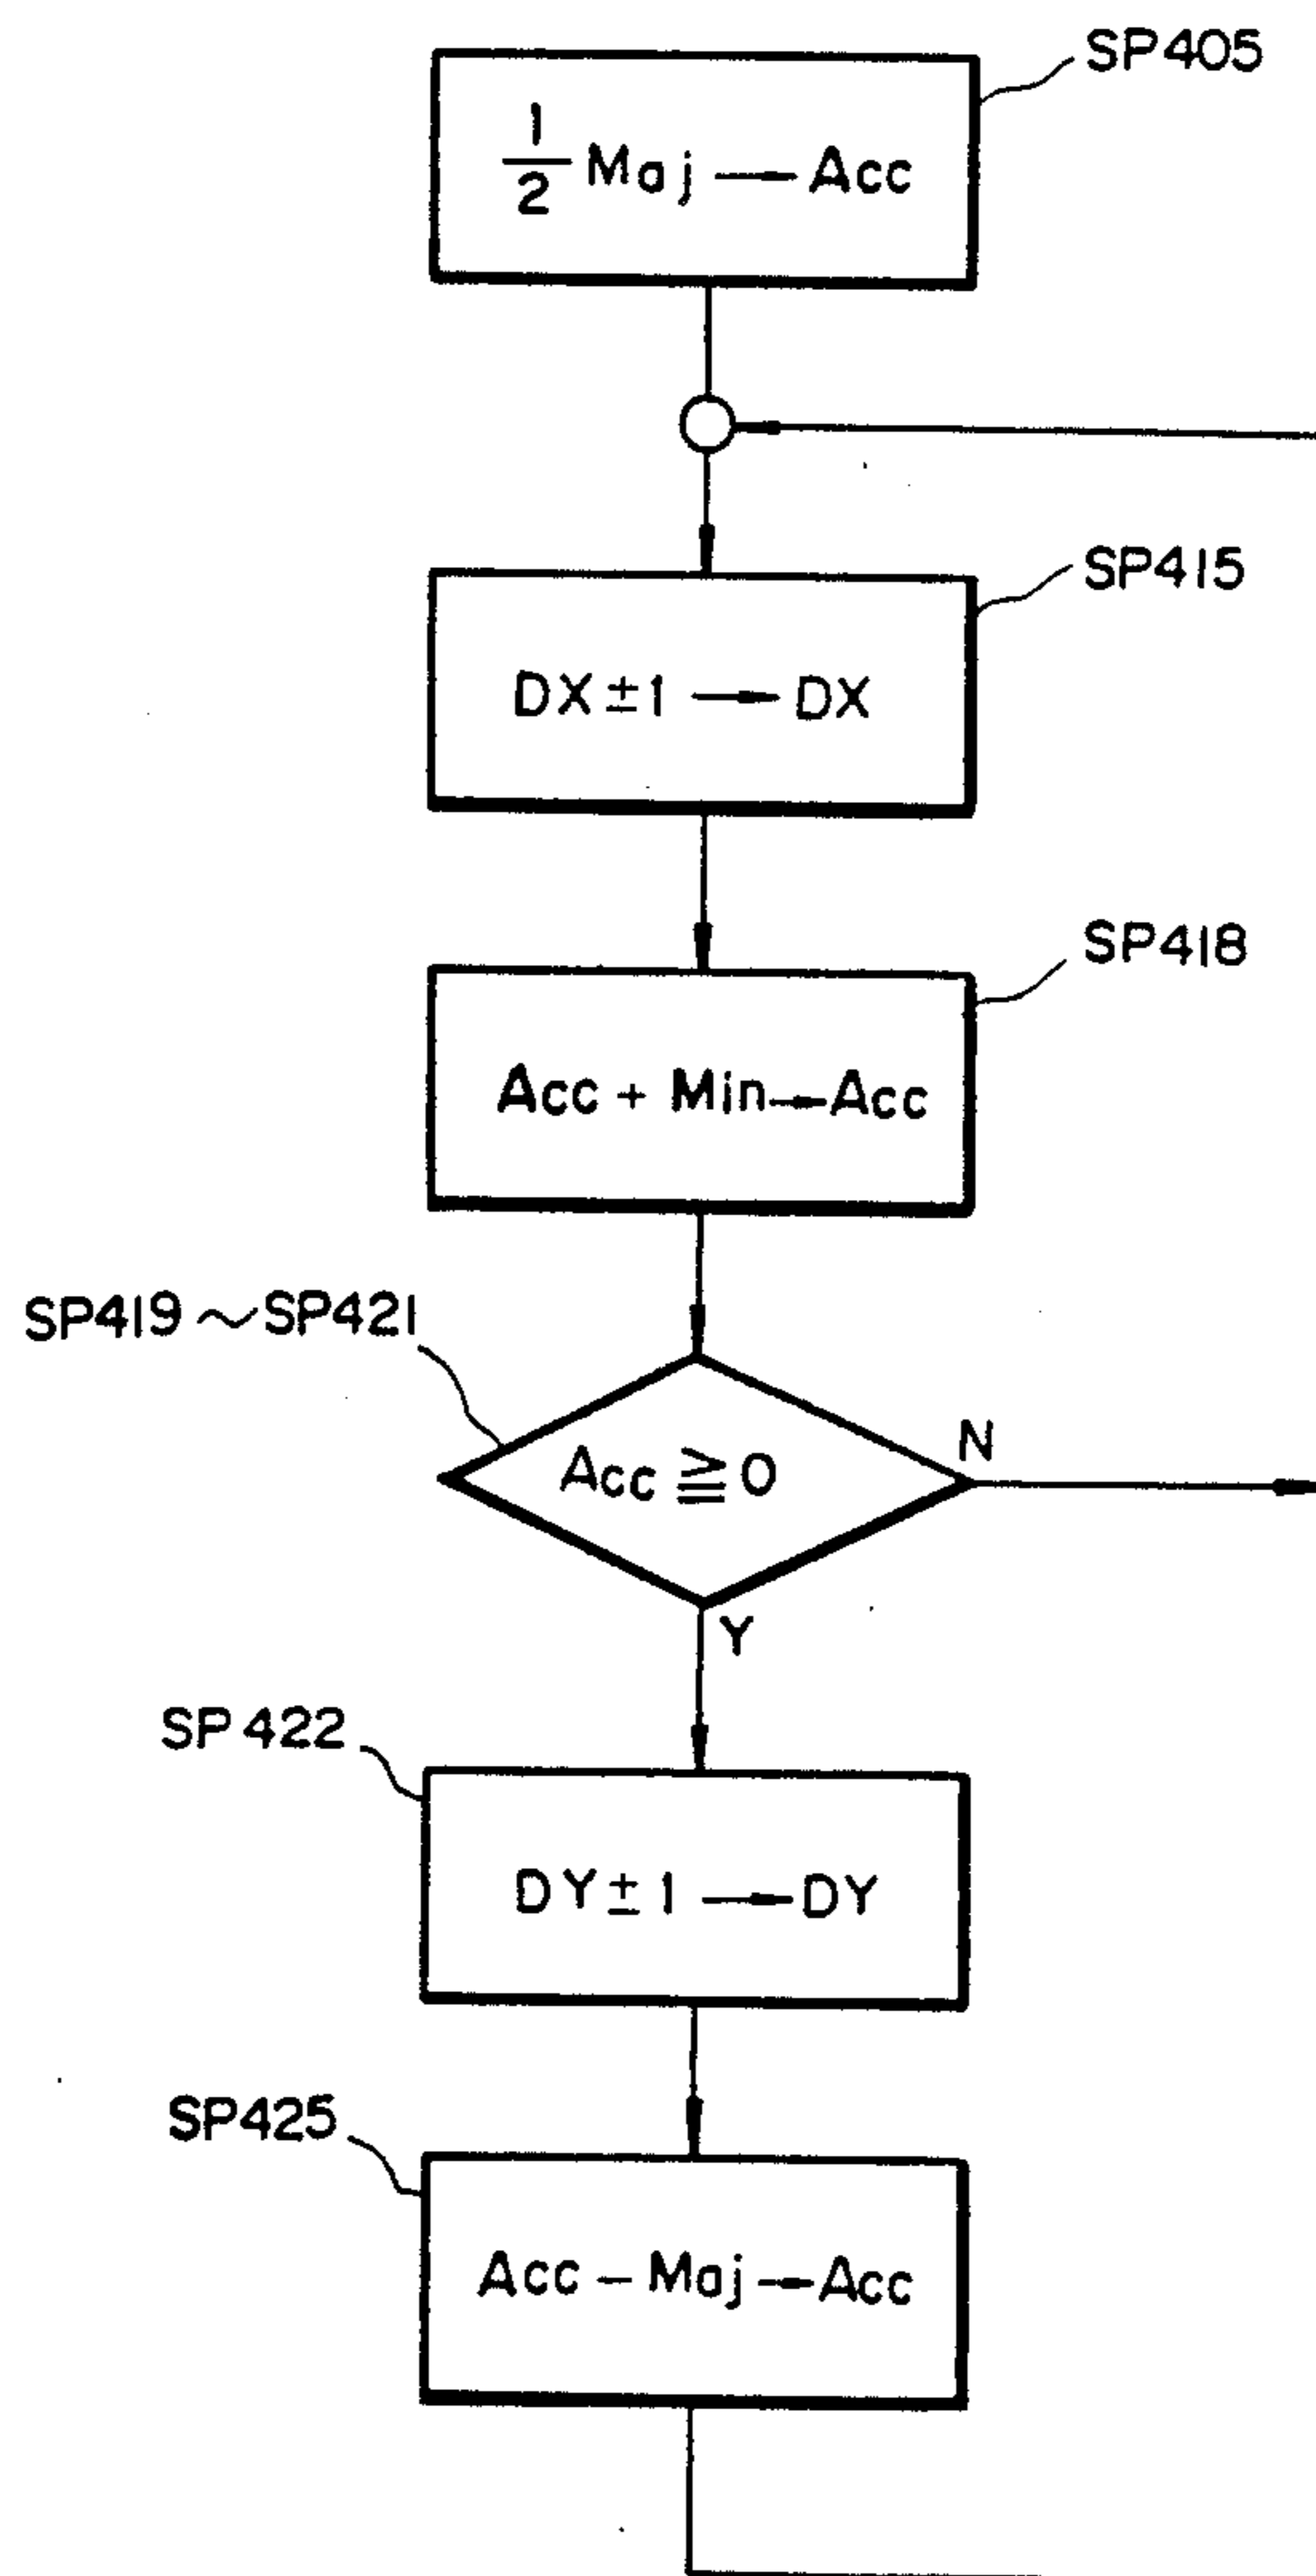 SP405
1/2 Maj → Acc
SP415
DX ± 1 → DX
SP418
Acc + Min → Acc
SP419 ~ SP421
Acc ≧ 0
N
Y
SP422
DY ± 1 → DY
SP425
Acc - Maj → Acc